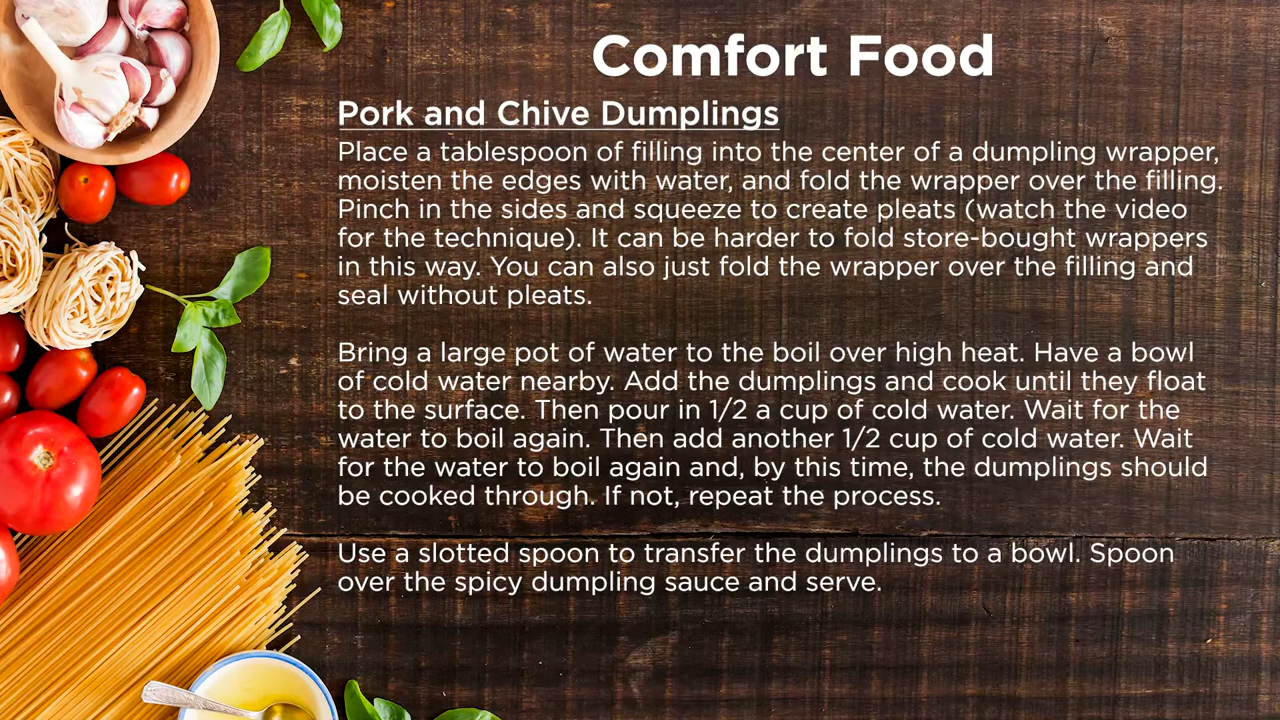 Comfort Food
Pork and Chive Dumplings
Place a tablespoon of filling into the center of a dumpling wrapper,
moisten the edges with water, and fold the wrapper over the filling.
Pinch in the sides and squeeze to create pleats (watch the video
for the technique). It can be harder to fold store-bought wrappers
in this way. You can also just fold the wrapper over the filling and
seal without pleats.
Bring a large pot of water to the boil over high heat. Have a bowl
of cold water nearby. Add the dumplings and cook until they float
to the surface. Then pour in 1/2 a cup of cold water. Wait for the
water to boil again. Then add another 1/2 cup of cold water. Wait
for the water to boil again and, by this time, the dumplings should
be cooked through. If not, repeat the process.
Use a slotted spoon to transfer the dumplings to a bowl. Spoon
over the spicy dumpling sauce and serve.